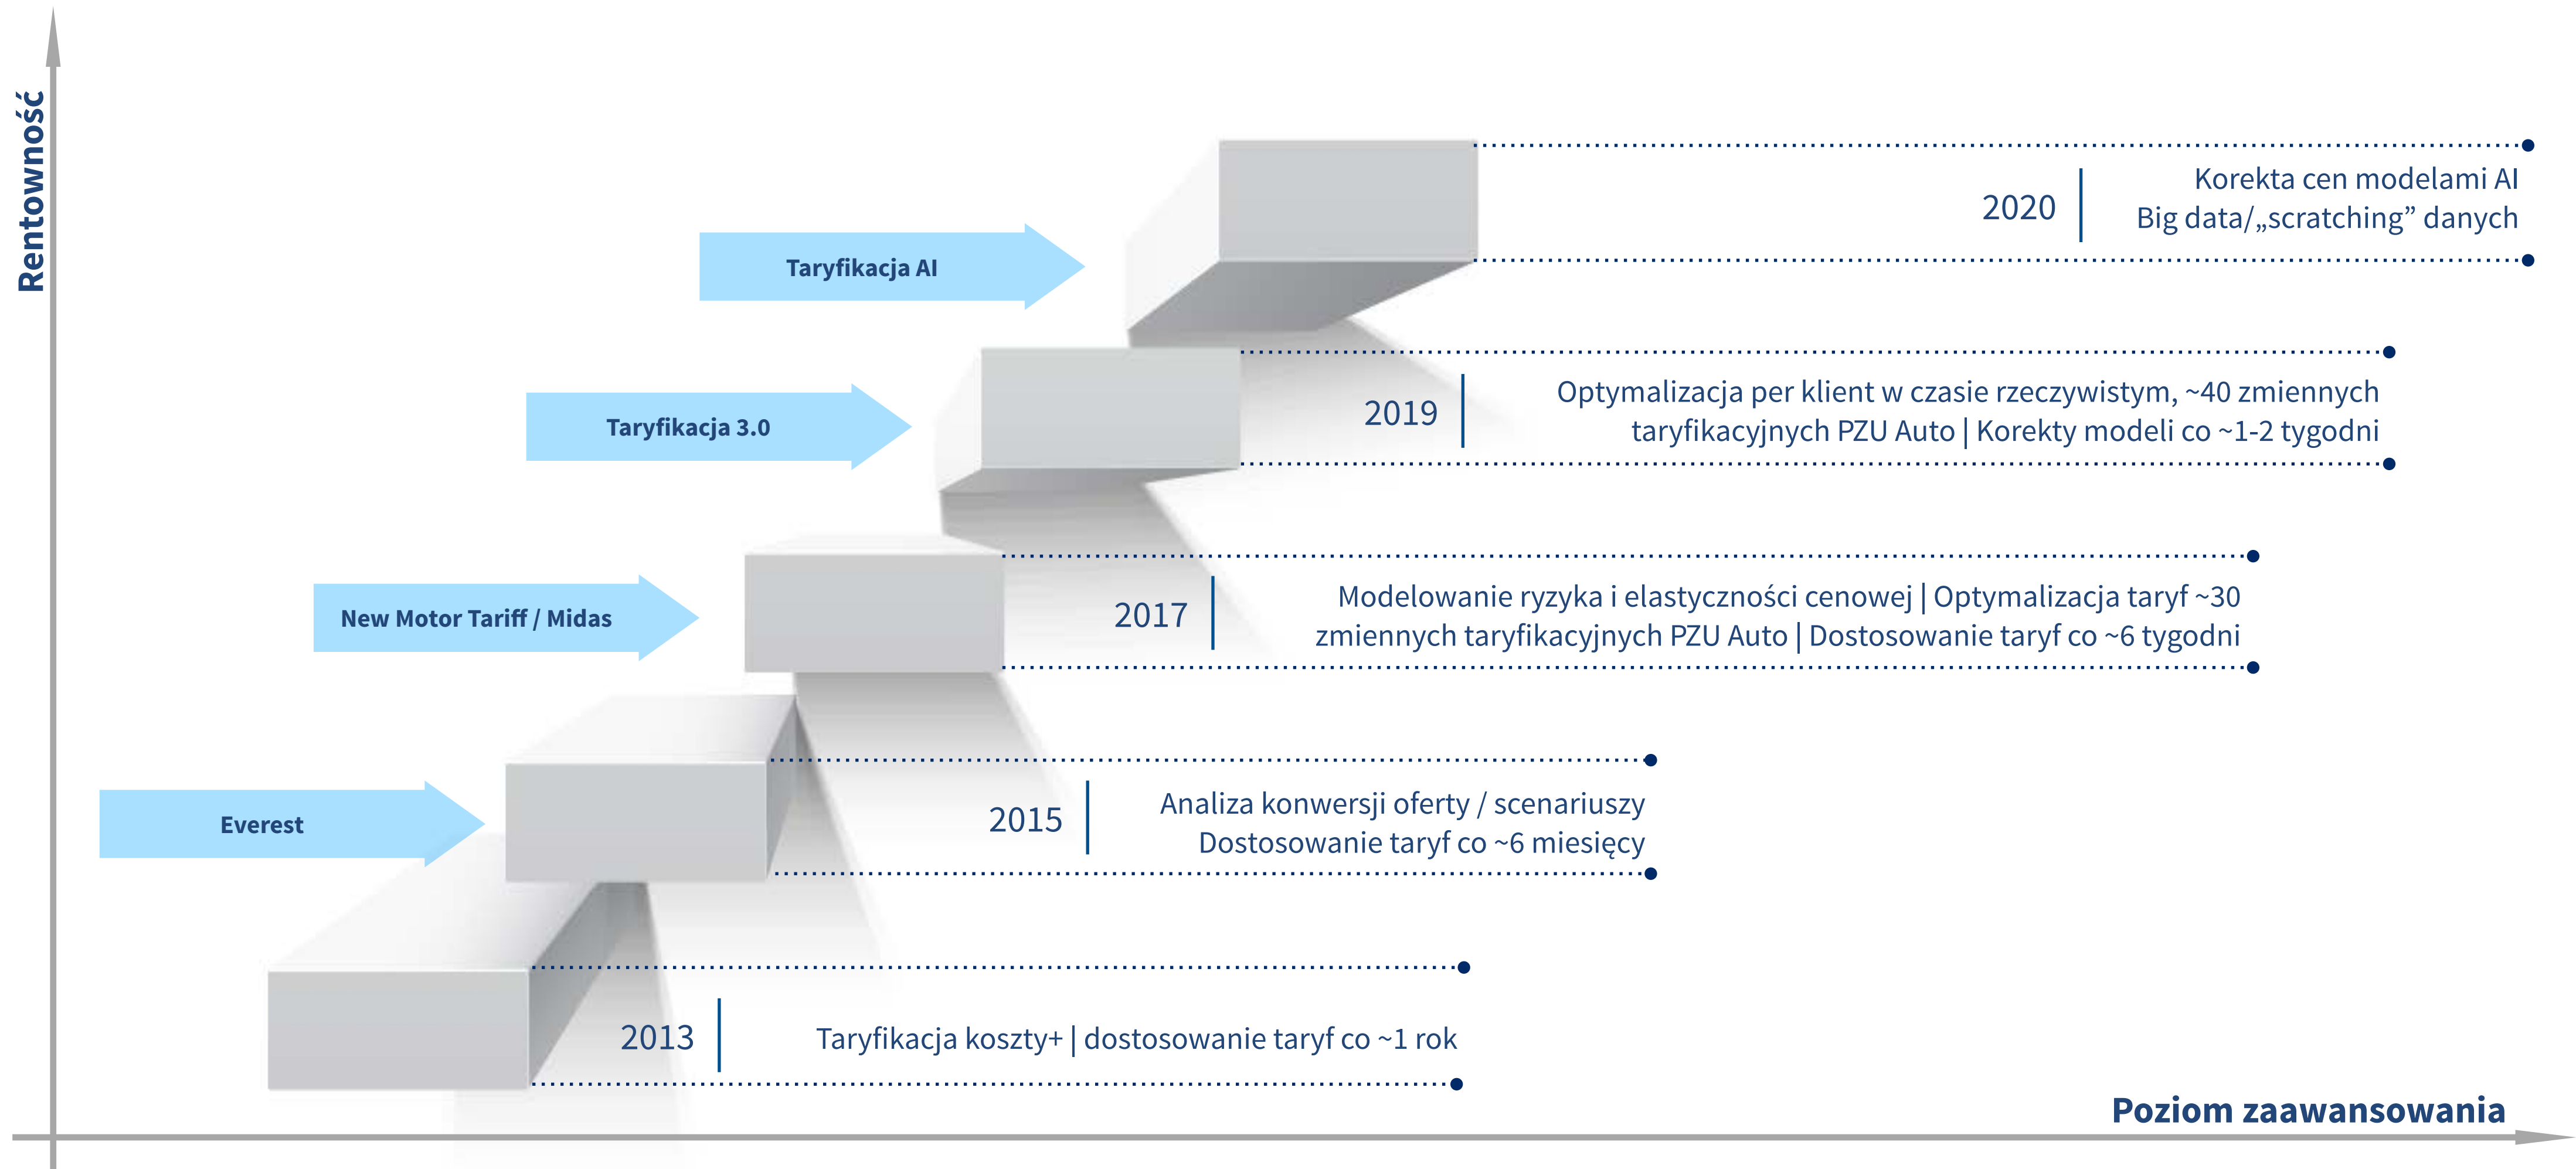 Rentowność
Taryfikacja AI
2020
Korekta cen modelami AI
Big data/„scratching” danych
Taryfikacja 3.0
2019
Optymalizacja per klient w czasie rzeczywistym, ~40 zmiennych
taryfikacyjnych PZU Auto | Korekty modeli co ~1-2 tygodni
New Motor Tariff / Midas
2017
Modelowanie ryzyka i elastyczności cenowej | Optymalizacja taryf ~30
zmiennych taryfikacyjnych PZU Auto | Dostosowanie taryf co ~6 tygodni
Everest
2015
Analiza konwersji oferty / scenariuszy
Dostosowanie taryf co ~6 miesięcy
2013
Taryfikacja koszty+ | dostosowanie taryf co ~1 rok
Poziom zaawansowania